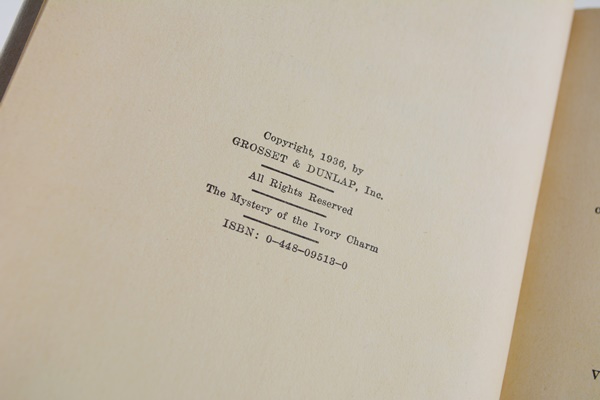 Copyright, 1936, by
GROSSET & DUNLAP, Inc.
All Rights Reserved
The Mystery of the Ivory Charm
ISBN: 0-448-09513-0